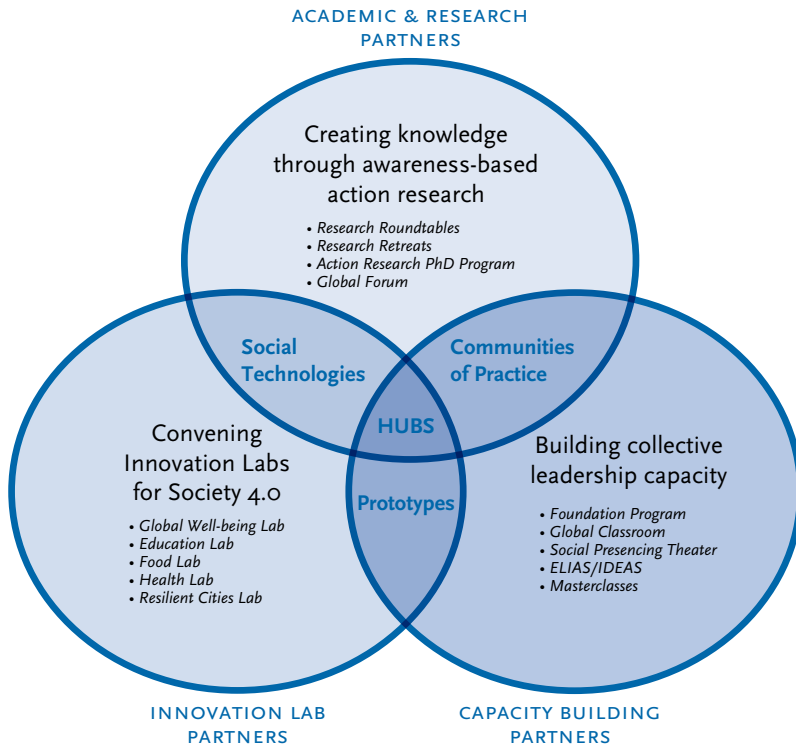 ACADEMIC & RESEARCH
PARTNERS
Creating knowledge
through awareness-based
action research
• Research Roundtables
• Research Retreats
• Action Research PhD Program
• Global Forum
Social
Technologies
Communities
of Practice
HUBS
Convening
Innovation Labs
for Society 4.0
• Global Well-being Lab
• Education Lab
• Food Lab
• Health Lab
• Resilient Cities Lab
Prototypes
Building collective
leadership capacity
• Foundation Program
• Global Classroom
• Social Presencing Theater
• ELIAS/IDEAS
• Masterclasses
INNOVATION LAB
PARTNERS
CAPACITY BUILDING
PARTNERS